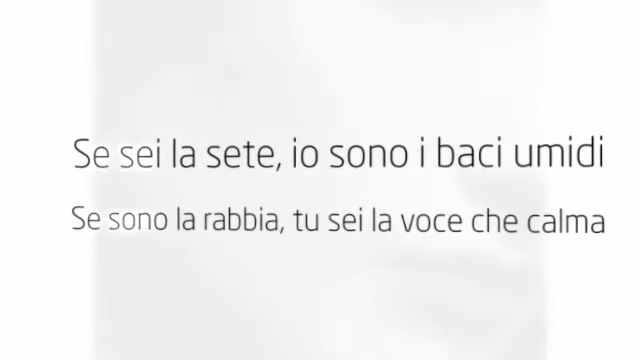 Se sei la sete, io sono i baci umidi
Se sono la rabbia, tu sei la voce che calma